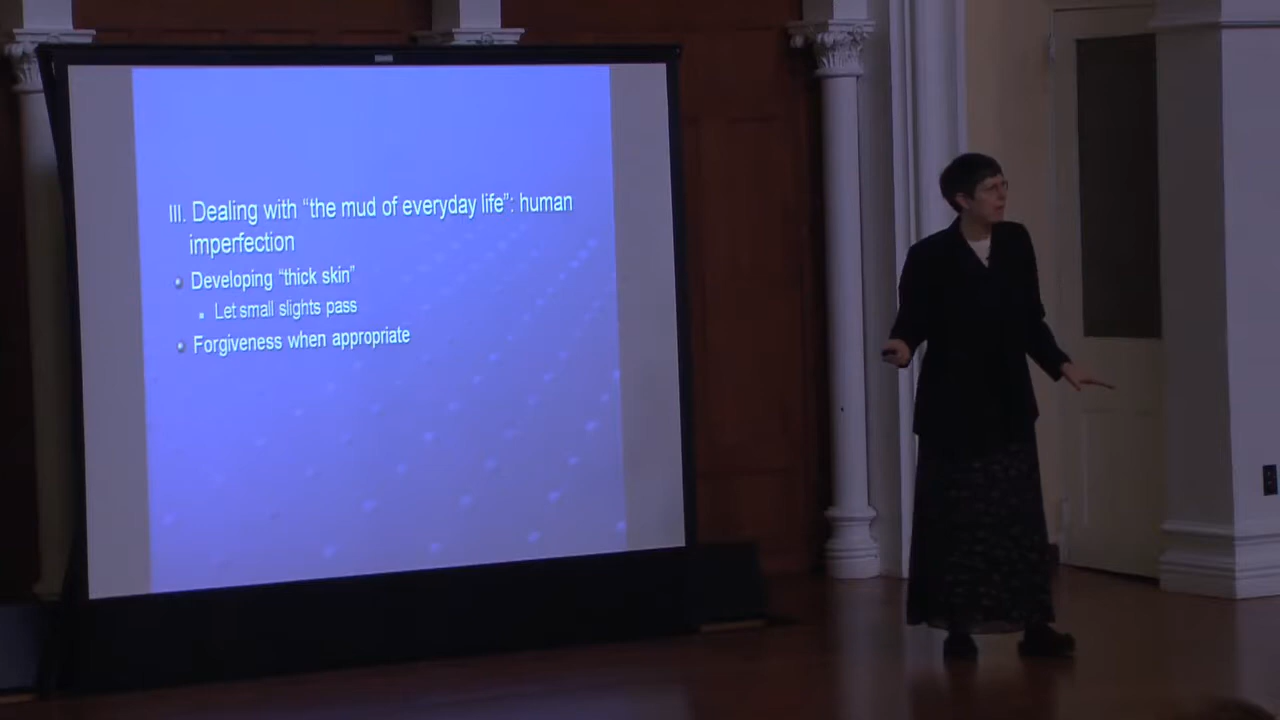 III. Dealing with “the mud of everyday life”: human
imperfection
Developing “thick skin”
Let small slights pass
Forgiveness when appropriate